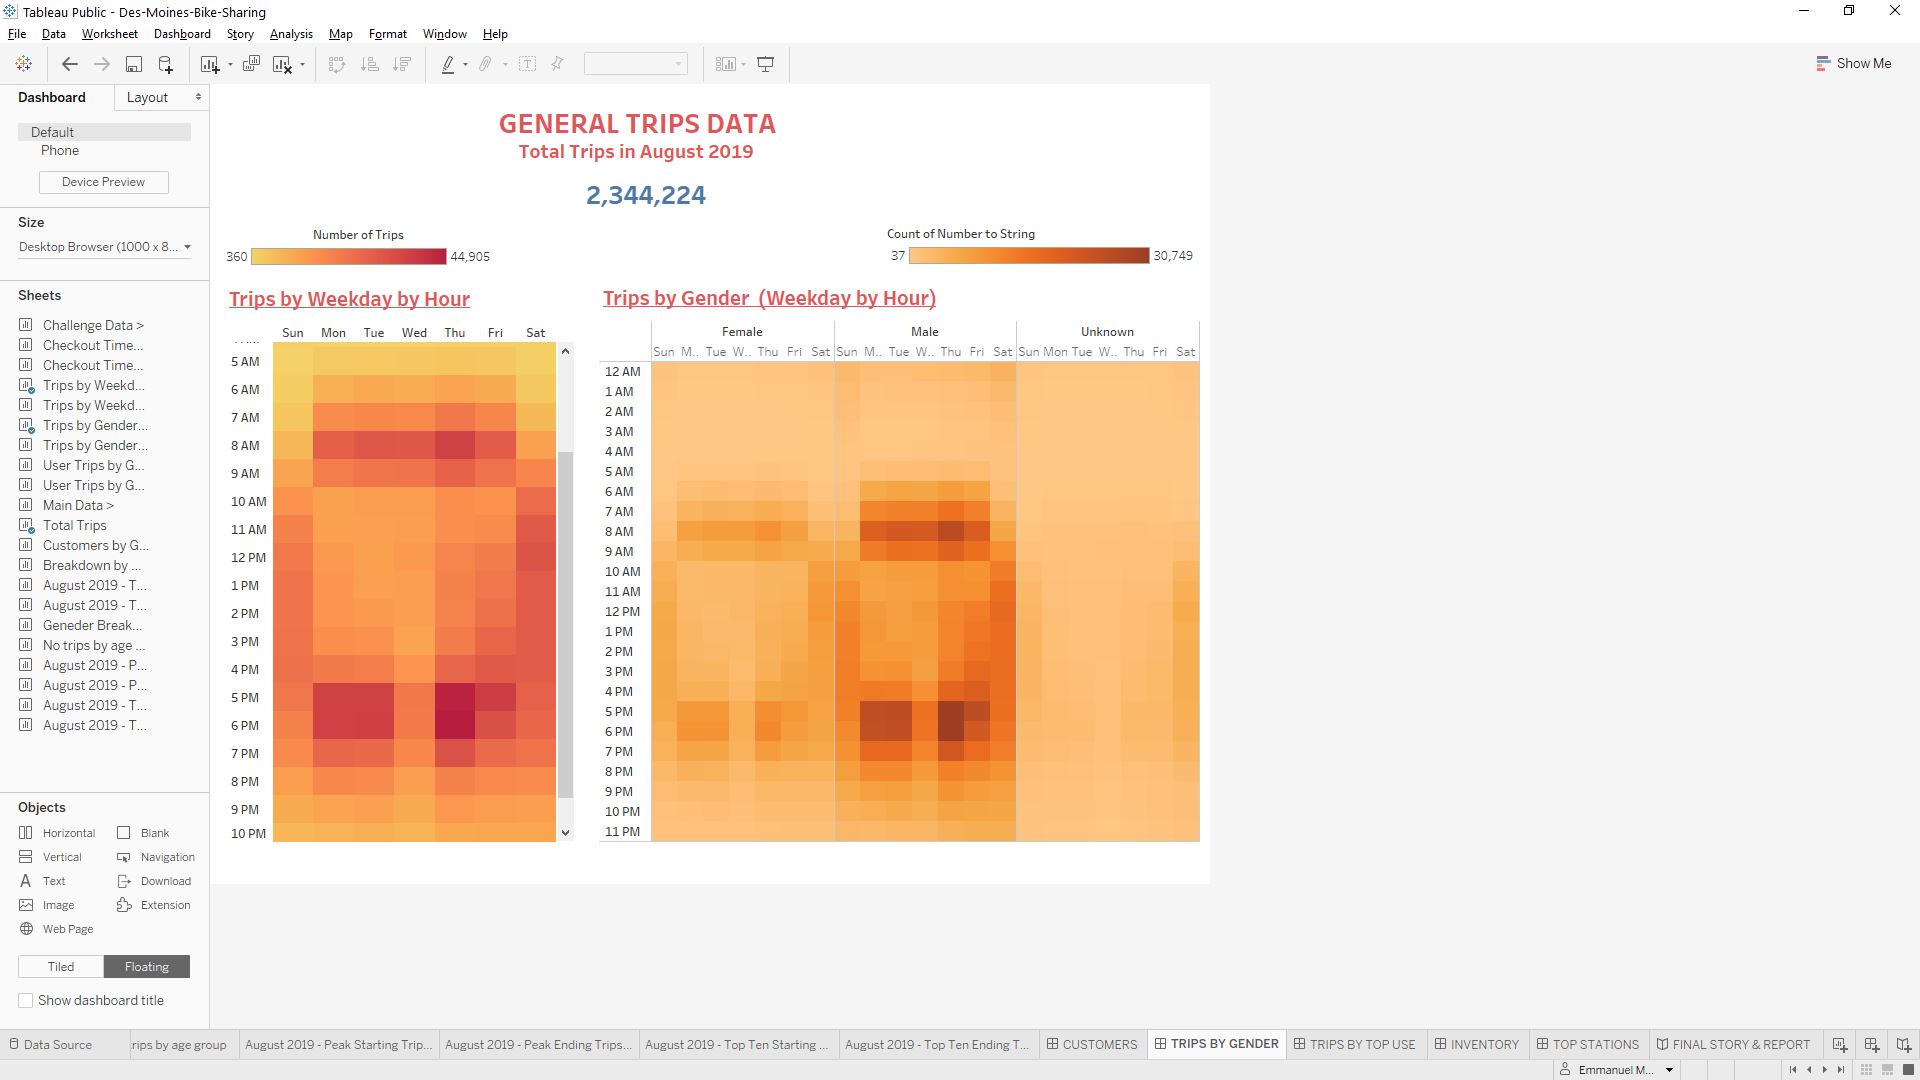 Tableau Public - Des-Moines-Bike-Sharing
File Data Worksheet Dashboard Story Analysis Map Format Window Help
Show Me
Dashboard Layout
Default
Phone
Device Preview
Size
Desktop Browser (1000 x 8...
Sheets
Challenge Data >
Checkout Time...
Checkout Time...
Trips by Weekd...
Trips by Weekd...
Trips by Gender...
Trips by Gender...
User Trips by G...
User Trips by G...
Main Data >
Total Trips
Customers by G...
Breakdown by ...
August 2019 - T...
August 2019 - T...
Geneder Break...
No trips by age ...
August 2019 - P...
August 2019 - P...
August 2019 - T...
August 2019 - T...
Objects
Horizontal Blank
Vertical Navigation
Text Download
Image Extension
Web Page
Tiled Floating
Show dashboard title
GENERAL TRIPS DATA
Total Trips in August 2019
2,344,224
Number of Trips
360 44,905
Count of Number to String
37 30,749
Trips by Weekday by Hour
Sun Mon Tue Wed Thu Fri Sat
5 AM
6 AM
7 AM
8 AM
9 AM
10 AM
11 AM
12 PM
1 PM
2 PM
3 PM
4 PM
5 PM
6 PM
7 PM
8 PM
9 PM
10 PM
Trips by Gender (Weekday by Hour)
Female Male Unknown
Sun M.. Tue W.. Thu Fri Sat Sun M.. Tue W.. Thu Fri Sat Sun Mon Tue W.. Thu Fri Sat
12 AM
1 AM
2 AM
3 AM
4 AM
5 AM
6 AM
7 AM
8 AM
9 AM
10 AM
11 AM
12 PM
1 PM
2 PM
3 PM
4 PM
5 PM
6 PM
7 PM
8 PM
9 PM
10 PM
11 PM
Data Source rips by age group August 2019 - Peak Starting Trip... August 2019 - Peak Ending Trips... August 2019 - Top Ten Starting ... August 2019 - Top Ten Ending T... CUSTOMERS TRIPS BY GENDER TRIPS BY TOP USE INVENTORY TOP STATIONS FINAL STORY & REPORT
Emmanuel M...